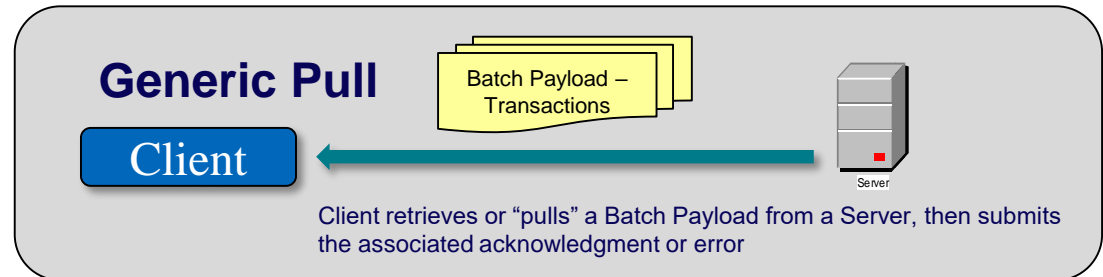 Generic Pull
Batch Payload –
Transactions
Client
Server
Client retrieves or “pulls” a Batch Payload from a Server, then submits
the associated acknowledgment or error